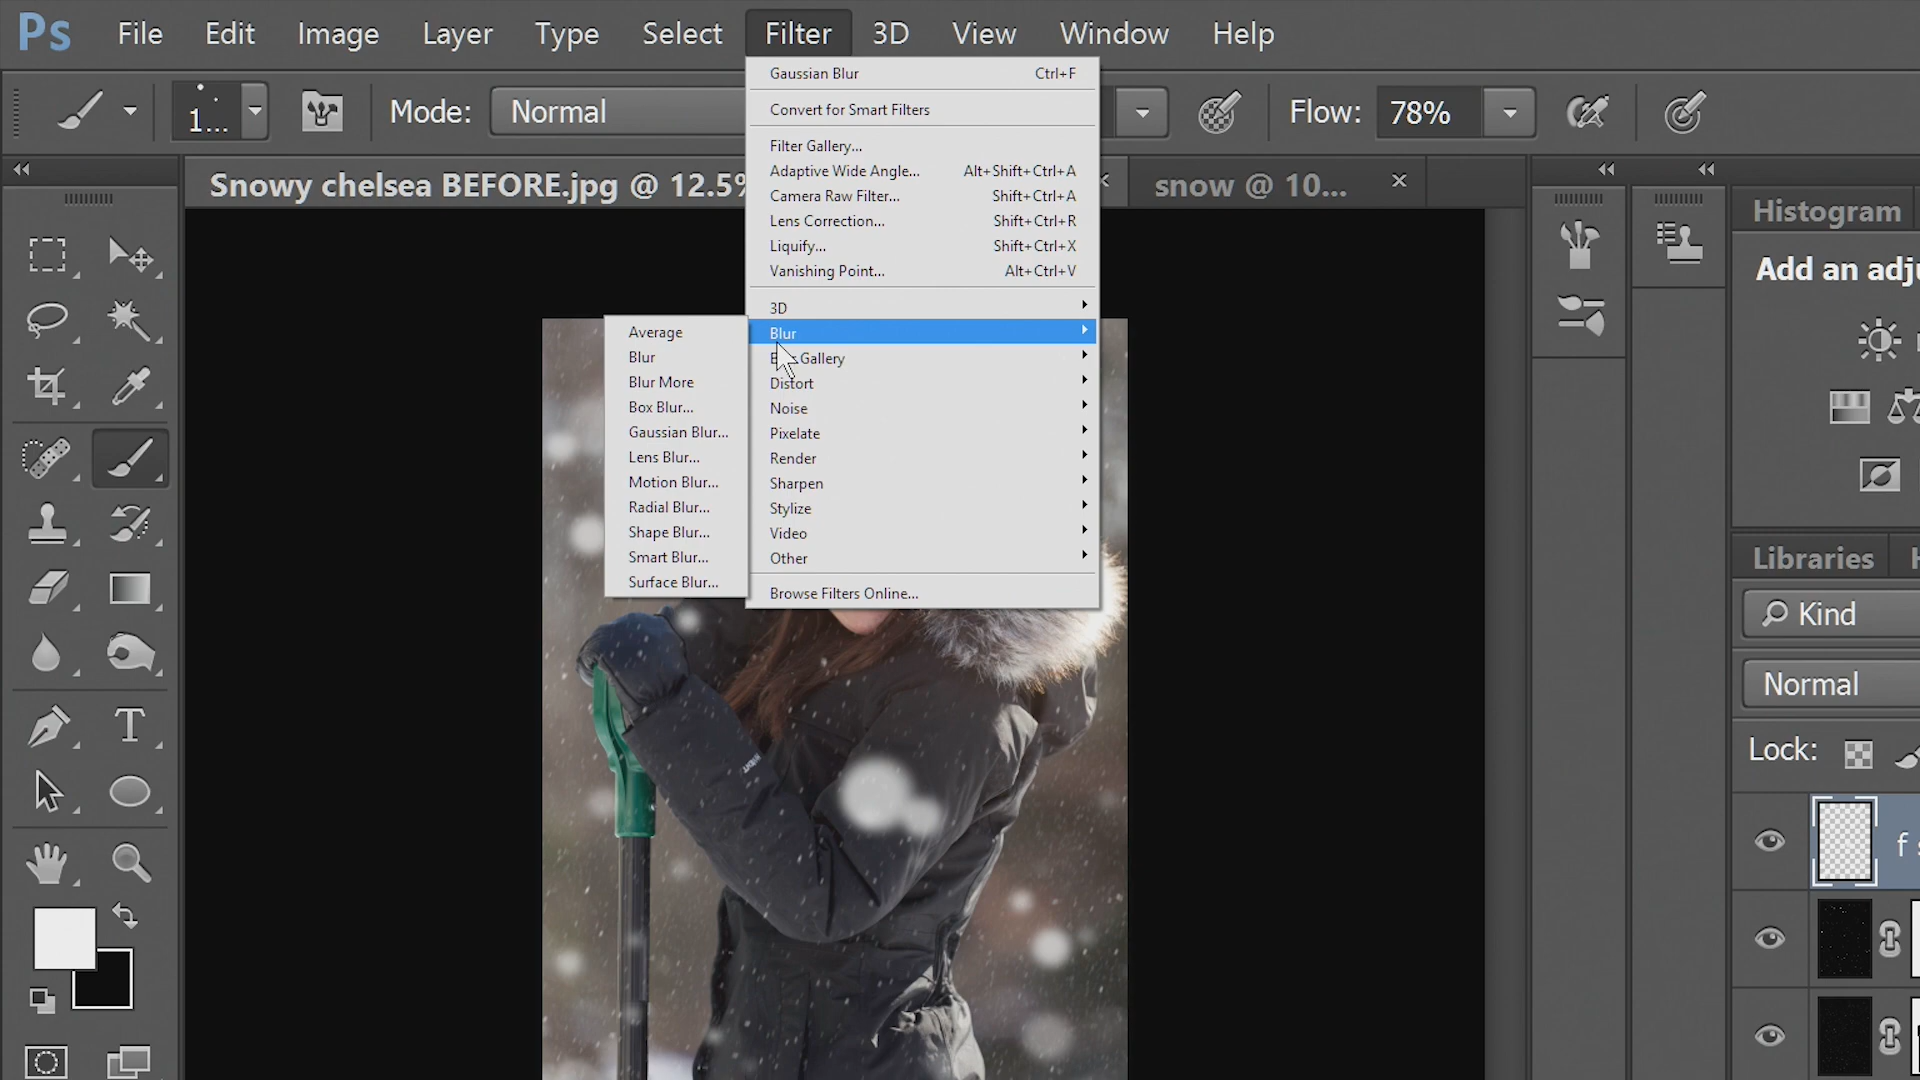 Ps File Edit Image Layer Type Select Filter 3D View Window Help
1... Mode: Normal Flow: 78%
Snowy chelsea BEFORE.jpg @ 12.5% snow @ 10...
Gaussian Blur Ctrl+F
Convert for Smart Filters
Filter Gallery...
Adaptive Wide Angle... Alt+Shift+Ctrl+A
Camera Raw Filter... Shift+Ctrl+A
Lens Correction... Shift+Ctrl+R
Liquify... Shift+Ctrl+X
Vanishing Point... Alt+Ctrl+V
3D
Blur
Gallery
Distort
Noise
Pixelate
Render
Sharpen
Stylize
Video
Other
Browse Filters Online...
Average
Blur
Blur More
Box Blur...
Gaussian Blur...
Lens Blur...
Motion Blur...
Radial Blur...
Shape Blur...
Smart Blur...
Surface Blur...
Histogram
Add an adju
Libraries H
Kind
Normal
Lock:
f s
T